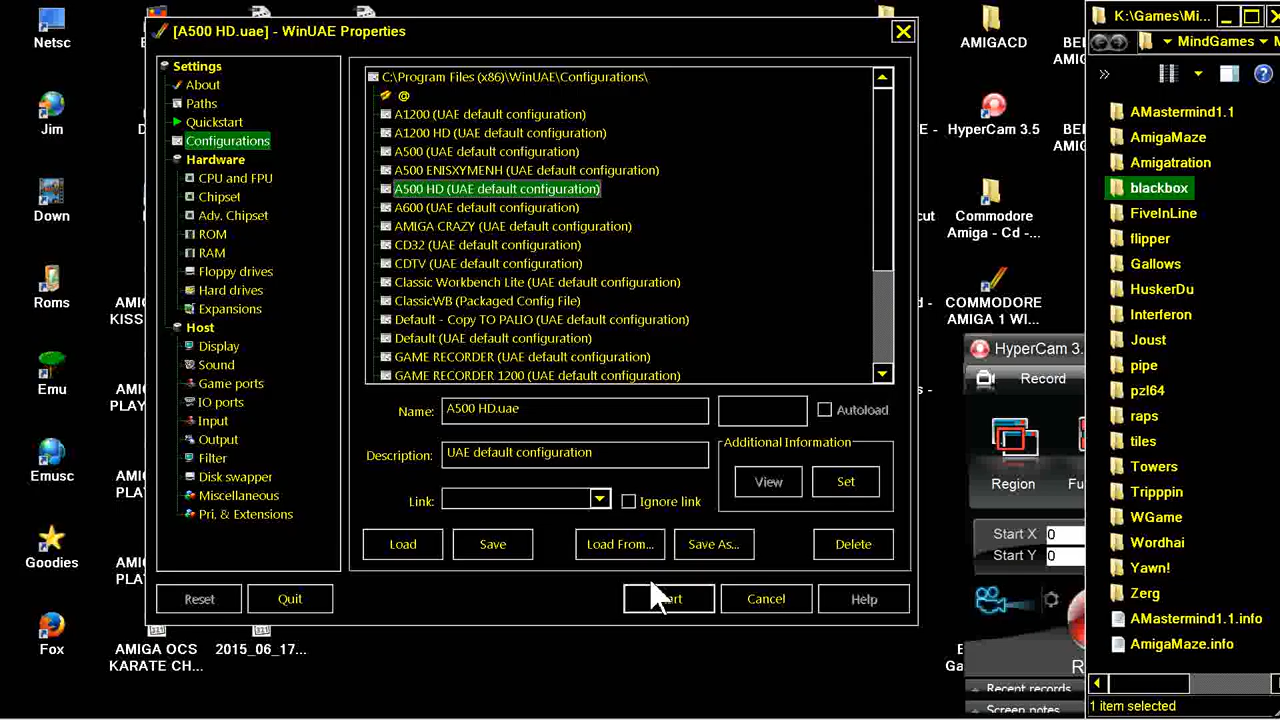 Netsc
Jim
Down
Roms
Emu
Emusc
Goodies
Fox
AMIGA OCS
KARATE CH...
2015_06_17...
[A500 HD.uae] - WinUAE Properties
Settings
About
Paths
Quickstart
Configurations
Hardware
CPU and FPU
Chipset
Adv. Chipset
ROM
RAM
Floppy drives
Hard drives
Expansions
Host
Display
Sound
Game ports
IO ports
Input
Output
Filter
Disk swapper
Miscellaneous
Pri. & Extensions
C:\Program Files (x86)\WinUAE\Configurations\
@
A1200 (UAE default configuration)
A1200 HD (UAE default configuration)
A500 (UAE default configuration)
A500 ENISXYMENH (UAE default configuration)
A500 HD (UAE default configuration)
A600 (UAE default configuration)
AMIGA CRAZY (UAE default configuration)
CD32 (UAE default configuration)
CDTV (UAE default configuration)
Classic Workbench Lite (UAE default configuration)
ClassicWB (Packaged Config File)
Default - Copy TO PALIO (UAE default configuration)
Default (UAE default configuration)
GAME RECORDER (UAE default configuration)
GAME RECORDER 1200 (UAE default configuration)
Name: A500 HD.uae
Autoload
Description: UAE default configuration
Additional Information
View Set
Link:
Ignore link
Load Save Load From... Save As... Delete
Reset Quit Cancel Help
AMIGACD
HyperCam 3.5
Commodore
Amiga - Cd -...
COMMODORE
AMIGA 1 WI...
HyperCam 3.
Record
Region
Start X 0
Start Y 0
Recent records
Screen notes
K:\Games\Mi...
MindGames
AMastermind1.1
AmigaMaze
Amigatration
blackbox
FiveInLine
flipper
Gallows
HuskerDu
Interferon
Joust
pipe
pzl64
raps
tiles
Towers
Tripppin
WGame
Wordhai
Yawn!
Zerg
AMastermind1.1.info
AmigaMaze.info
1 item selected